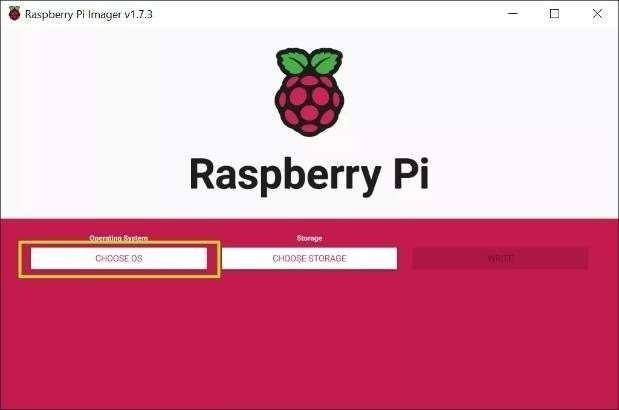 Raspberry Pi Imager v1.7.3
Raspberry Pi
Operating System
Storage
CHOOSE OS
CHOOSE STORAGE
WRITE